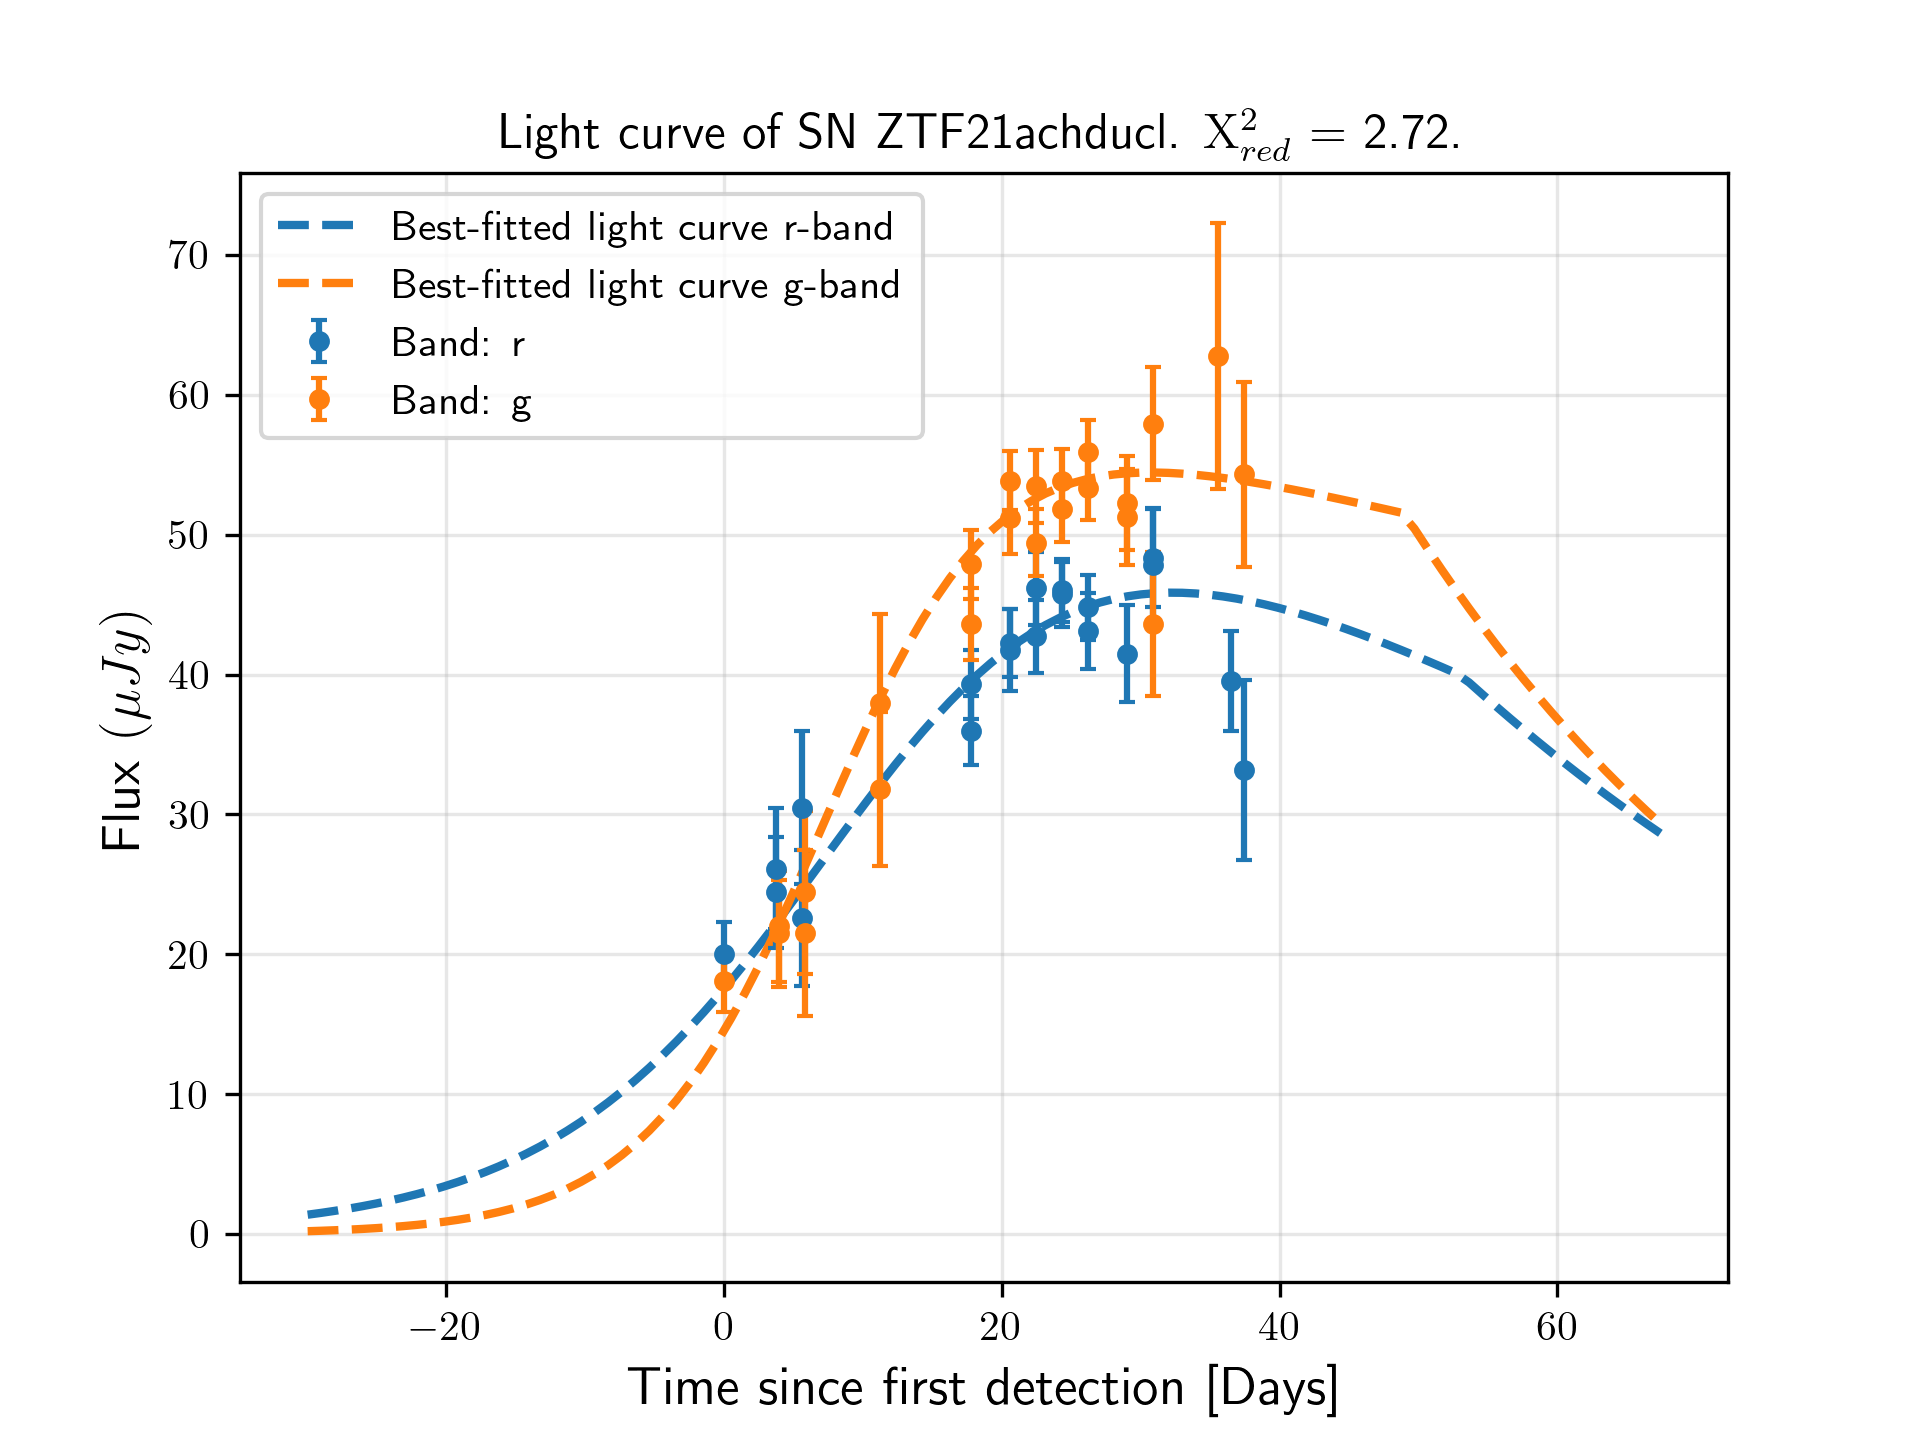 Light curve of SN ZTF21achducl. X²_red = 2.72.
Best-fitted light curve r-band
Best-fitted light curve g-band
Band: r
Band: g
Flux (μJy)
70
60
50
40
30
20
10
0
−20 0 20 40 60
Time since first detection [Days]